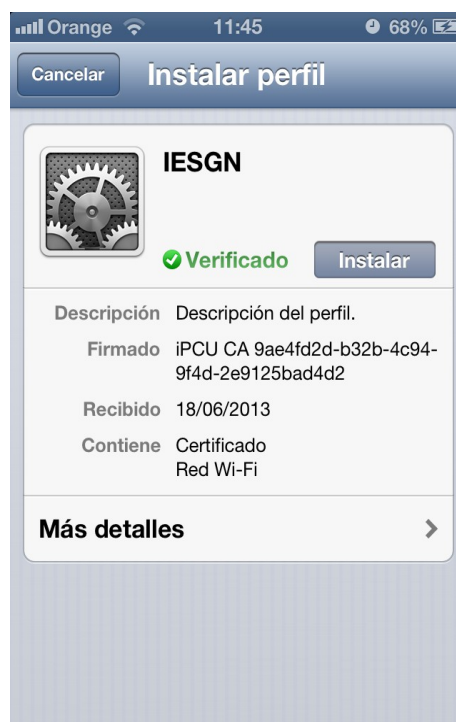 Orange 11:45 68%
Cancelar Instalar perfil
IESGN
Verificado Instalar
Descripción Descripción del perfil.
Firmado iPCU CA 9ae4fd2d-b32b-4c94-
9f4d-2e9125bad4d2
Recibido 18/06/2013
Contiene Certificado
Red Wi-Fi
Más detalles